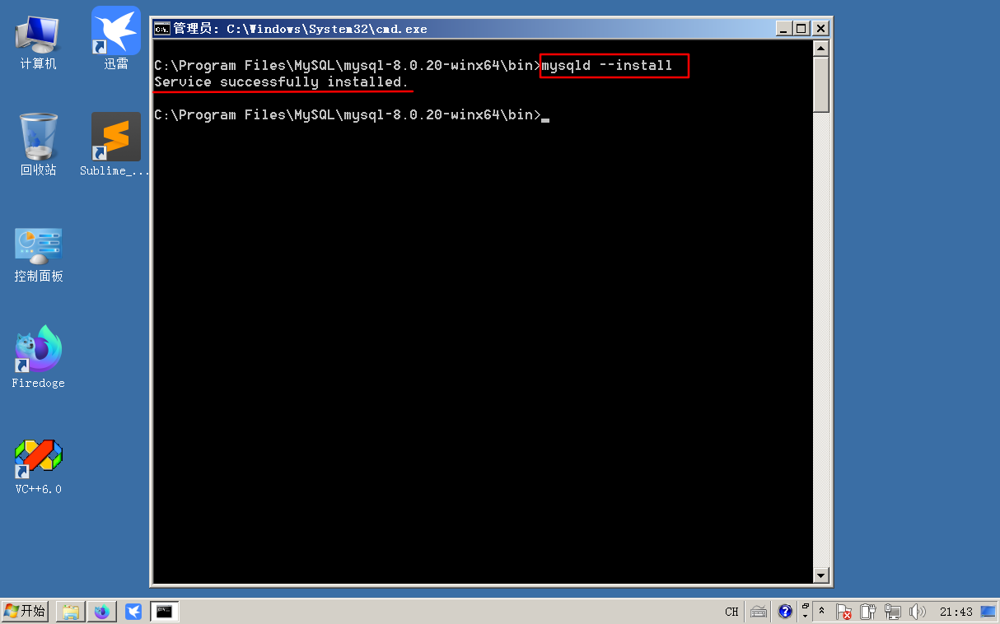 计算机
迅雷
回收站
Sublime_...
控制面板
Firedoge
VC++6.0
管理员: C:\Windows\System32\cmd.exe
C:\Program Files\MySQL\mysql-8.0.20-winx64\bin>mysqld --install
Service successfully installed.
C:\Program Files\MySQL\mysql-8.0.20-winx64\bin>
开始
CH
21:43